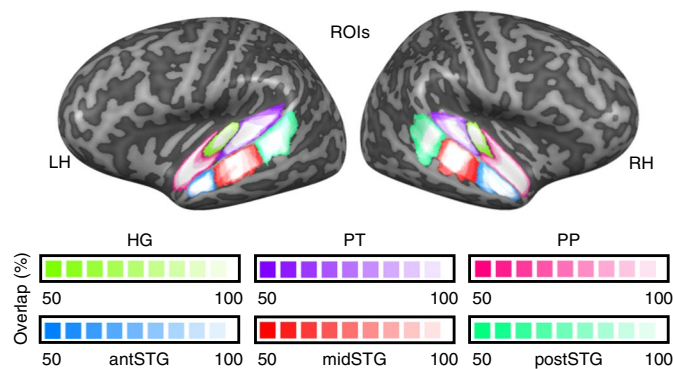 ROIs
LH
RH
HG PT PP
Overlap (%)
50 100 50 100 50 100
50 antSTG 100 50 midSTG 100 50 postSTG 100